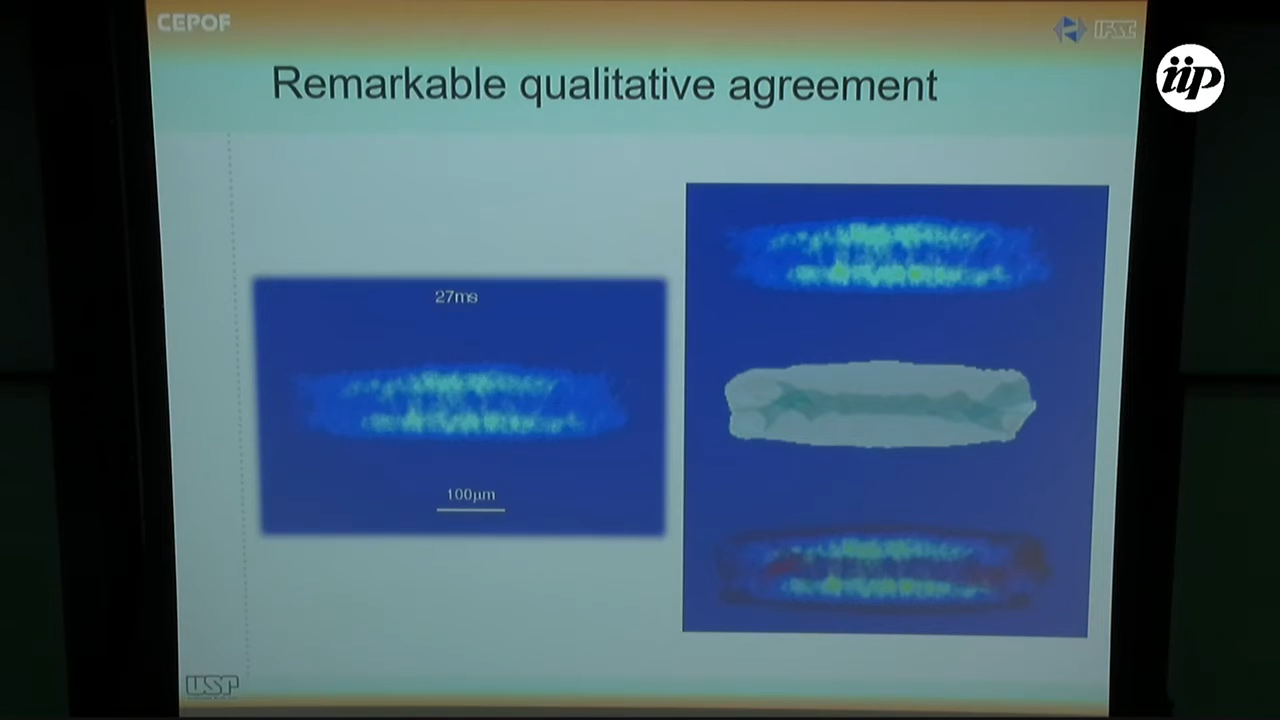 CEPOF
IFSC
iip
Remarkable qualitative agreement
27ms
100µm
USP